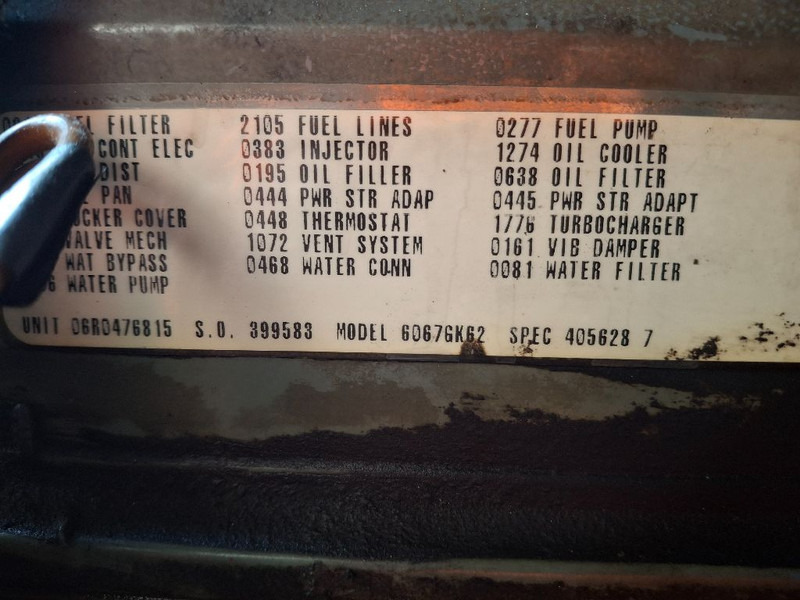 FILTER 2105 FUEL LINES 0277 FUEL PUMP
CONT ELEC 0383 INJECTOR 1274 OIL COOLER
DIST 0195 OIL FILLER 0638 OIL FILTER
PAN 0444 PWR STR ADAP 0445 PWR STR ADAPT
COVER 0448 THERMOSTAT 1776 TURBOCHARGER
VALVE MECH 1072 VENT SYSTEM 0161 VIB DAMPER
WAT BYPASS 0468 WATER CONN 0081 WATER FILTER
WATER PUMP
UNIT 06R0476815 S.O. 399583 MODEL 6067GK62 SPEC 405628 7